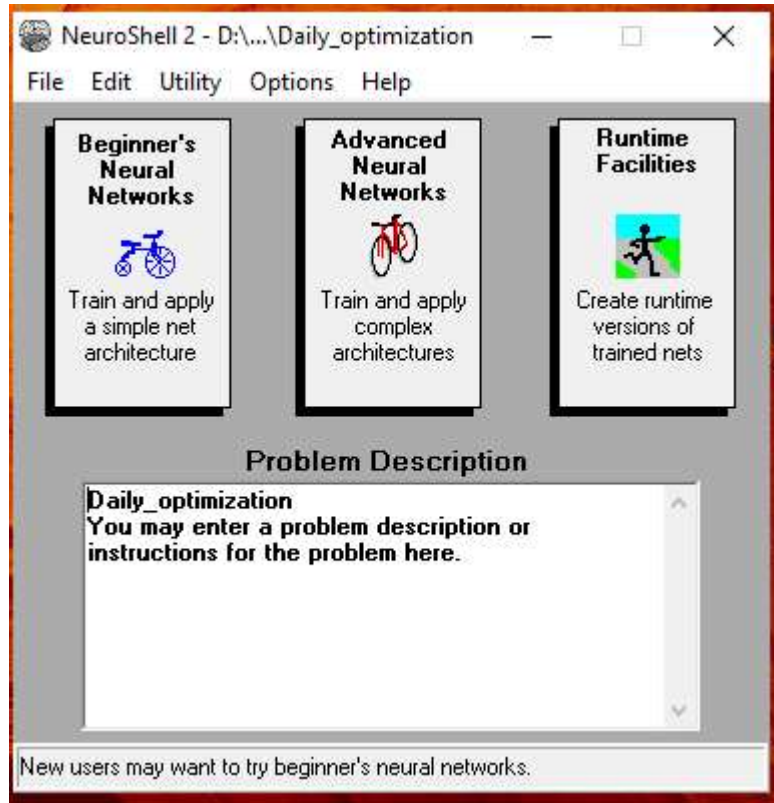 NeuroShell 2 - D:\...\Daily_optimization
File Edit Utility Options Help
Beginner's
Neural
Networks
Train and apply
a simple net
architecture
Advanced
Neural
Networks
Train and apply
complex
architectures
Runtime
Facilities
Create runtime
versions of
trained nets
Problem Description
Daily_optimization
You may enter a problem description or
instructions for the problem here.
New users may want to try beginner's neural networks.